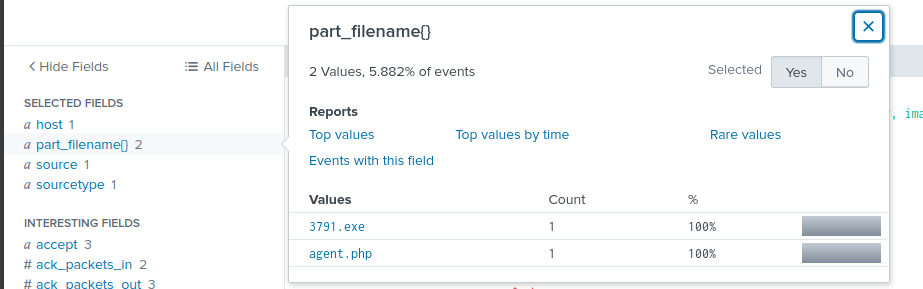 Hide Fields
All Fields
SELECTED FIELDS
a host 1
a part_filename{} 2
a source 1
a sourcetype 1
INTERESTING FIELDS
a accept 3
# ack_packets_in 2
# ack_packets_out 3
part_filename{}
2 Values, 5.882% of events
Selected Yes No
Reports
Top values Top values by time Rare values
Events with this field
Values Count %
3791.exe 1 100%
agent.php 1 100%
, ima